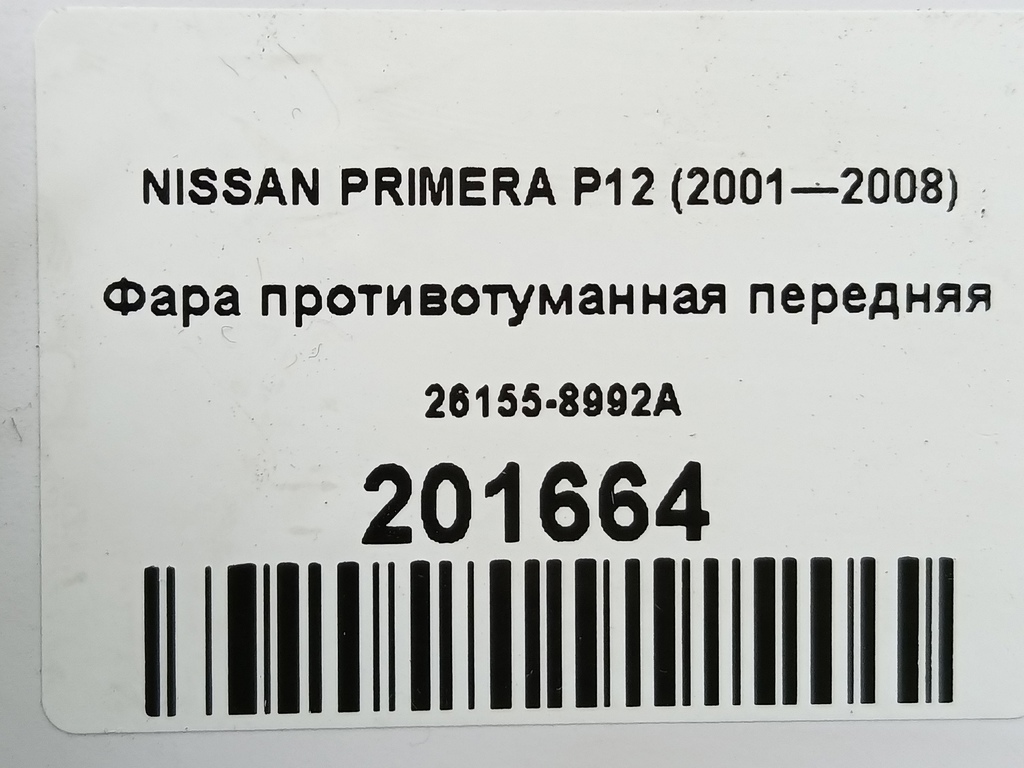 NISSAN PRIMERA P12 (2001—2008)
Фара противотуманная передняя
26155-8992A
201664